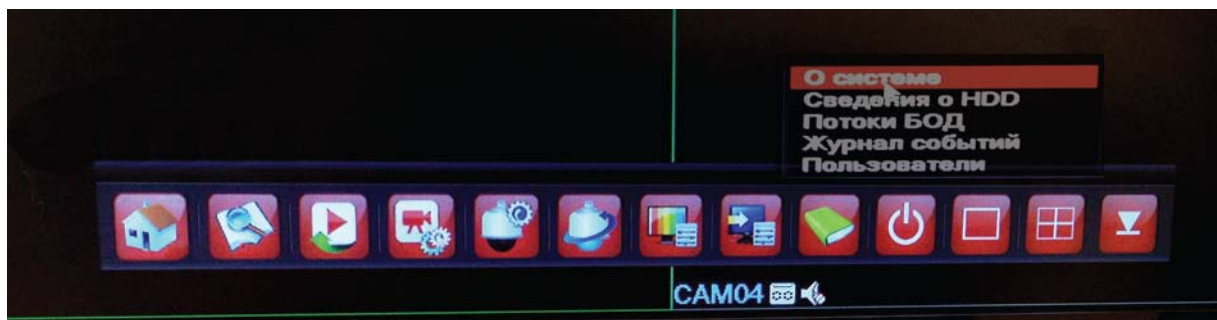 О системе
Сведения о HDD
Потоки БОД
Журнал событий
Пользователи
CAM04